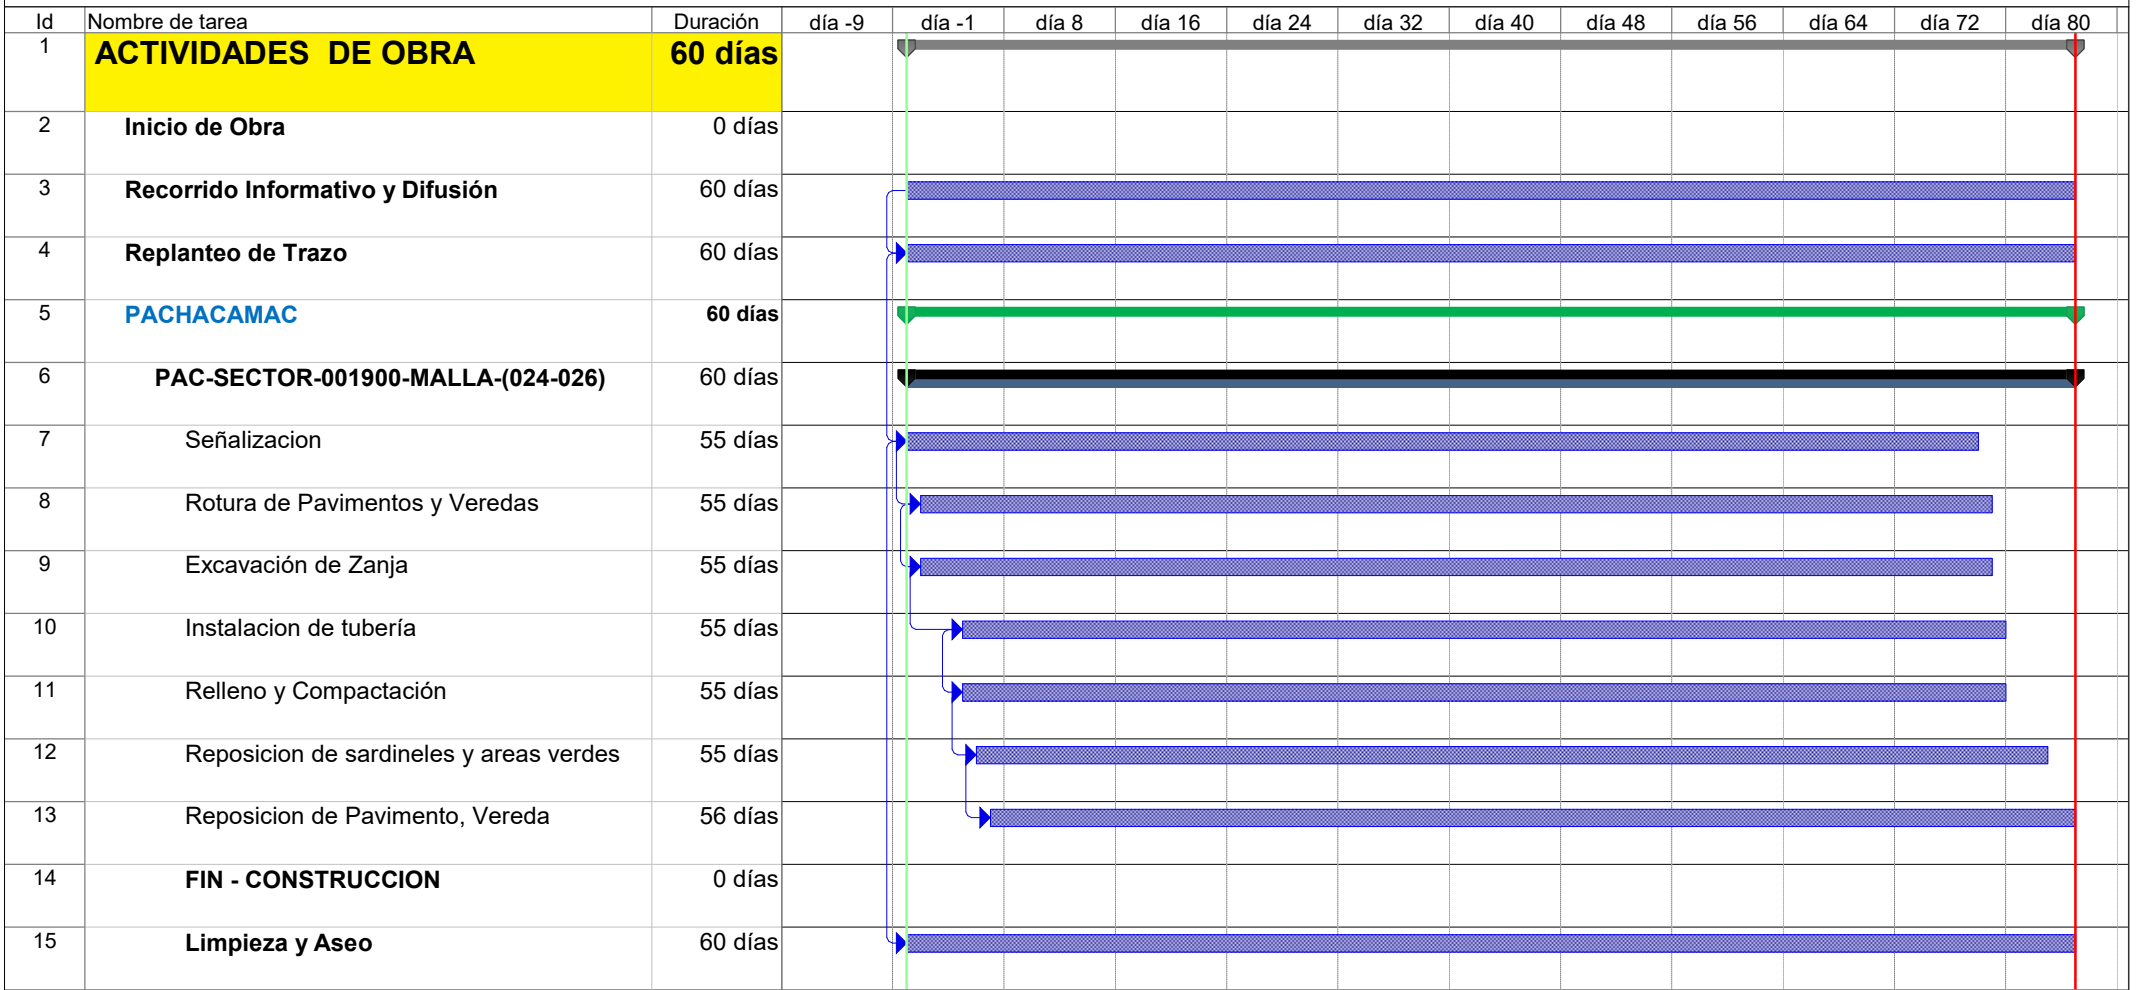 Id Nombre de tarea Duración día -9 día -1 día 8 día 16 día 24 día 32 día 40 día 48 día 56 día 64 día 72 día 80
1 ACTIVIDADES DE OBRA 60 días
2 Inicio de Obra 0 días
3 Recorrido Informativo y Difusión 60 días
4 Replanteo de Trazo 60 días
5 PACHACAMAC 60 días
6 PAC-SECTOR-001900-MALLA-(024-026) 60 días
7 Señalizacion 55 días
8 Rotura de Pavimentos y Veredas 55 días
9 Excavación de Zanja 55 días
10 Instalacion de tubería 55 días
11 Relleno y Compactación 55 días
12 Reposicion de sardineles y areas verdes 55 días
13 Reposicion de Pavimento, Vereda 56 días
14 FIN - CONSTRUCCION 0 días
15 Limpieza y Aseo 60 días